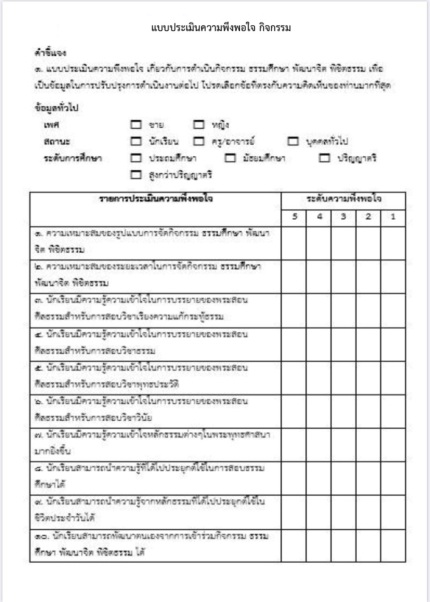 แบบประเมินความพึงพอใจ กิจกรรม
คำชี้แจง
๑. แบบประเมินความพึงพอใจ เกี่ยวกับการดำเนินกิจกรรม ธรรมศึกษา พัฒนาจิต พิชิตธรรม เพื่อ
เป็นข้อมูลในการปรับปรุงการดำเนินงานต่อไป โปรดเลือกข้อที่ตรงกับความคิดเห็นของท่านมากที่สุด
ข้อมูลทั่วไป
เพศ ชาย หญิง
สถานะ นักเรียน ครู/อาจารย์ บุคคลทั่วไป
ระดับการศึกษา ประถมศึกษา มัธยมศึกษา ปริญญาตรี
สูงกว่าปริญญาตรี
รายการประเมินความพึงพอใจ ระดับความพึงพอใจ
5 4 3 2 1
๑. ความเหมาะสมของรูปแบบการจัดกิจกรรม ธรรมศึกษา พัฒนา
จิต พิชิตธรรม
๒. ความเหมาะสมของระยะเวลาในการจัดกิจกรรม ธรรมศึกษา
พัฒนาจิต พิชิตธรรม
๓. นักเรียนมีความรู้ความเข้าใจในการบรรยายของพระสอน
ศีลธรรมสำหรับการสอบวิชาเรียงความแก้กระทู้ธรรม
๔. นักเรียนมีความรู้ความเข้าใจในการบรรยายของพระสอน
ศีลธรรมสำหรับการสอบวิชาธรรม
๕. นักเรียนมีความรู้ความเข้าใจในการบรรยายของพระสอน
ศีลธรรมสำหรับการสอบวิชาพุทธประวัติ
๖. นักเรียนมีความรู้ความเข้าใจในการบรรยายของพระสอน
ศีลธรรมสำหรับการสอบวิชาวินัย
๗. นักเรียนมีความรู้ความเข้าใจหลักธรรมต่างๆในพระพุทธศาสนา
มากยิ่งขึ้น
๘. นักเรียนสามารถนำความรู้ที่ได้ไปประยุกต์ใช้ในการสอบธรรม
ศึกษาได้
๙. นักเรียนสามารถนำความรู้จากหลักธรรมที่ได้ไปประยุกต์ใช้ใน
ชีวิตประจำวันได้
๑๐. นักเรียนสามารถพัฒนาตนเองจากการเข้าร่วมกิจกรรม ธรรม
ศึกษา พัฒนาจิต พิชิตธรรม ได้